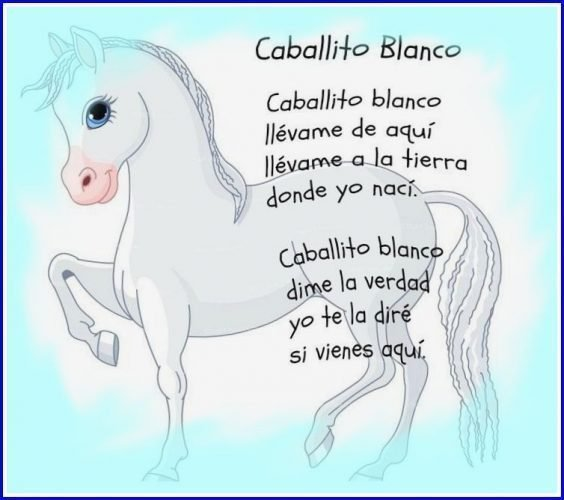 Caballito Blanco
Caballito blanco
llévame de aquí
llévame a la tierra
donde yo nací.
Caballito blanco
dime la verdad
yo te la diré
si vienes aquí.